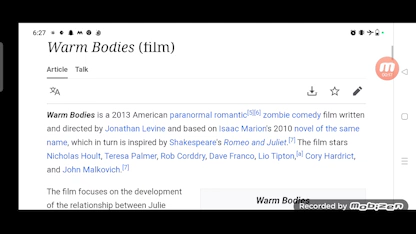 6:27
Warm Bodies (film)
Article Talk
Warm Bodies is a 2013 American paranormal romantic[5][6] zombie comedy film written
and directed by Jonathan Levine and based on Isaac Marion's 2010 novel of the same
name, which in turn is inspired by Shakespeare's Romeo and Juliet.[7] The film stars
Nicholas Hoult, Teresa Palmer, Rob Corddry, Dave Franco, Lio Tipton,[a] Cory Hardrict,
and John Malkovich.[7]
The film focuses on the development
of the relationship between Julie
Warm Bodies
Recorded by MOBIZEN